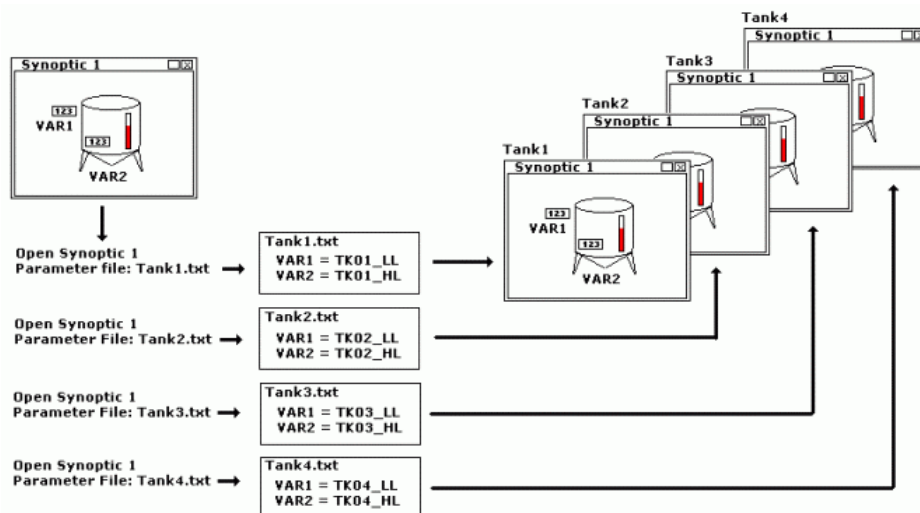 Synoptic 1
123
VAR1
123
VAR2
Open Synoptic 1
Parameter file: Tank1.txt
Tank1.txt
VAR1 = TK01_LL
VAR2 = TK01_HL
Open Synoptic 1
Parameter File: Tank2.txt
Tank2.txt
VAR1 = TK02_LL
VAR2 = TK02_HL
Open Synoptic 1
Parameter File: Tank3.txt
Tank3.txt
VAR1 = TK03_LL
VAR2 = TK03_HL
Open Synoptic 1
Parameter File: Tank4.txt
Tank4.txt
VAR1 = TK04_LL
VAR2 = TK04_HL
Tank1
Synoptic 1
123
VAR1
123
VAR2
Tank2
Synoptic 1
Tank3
Synoptic 1
Tank4
Synoptic 1